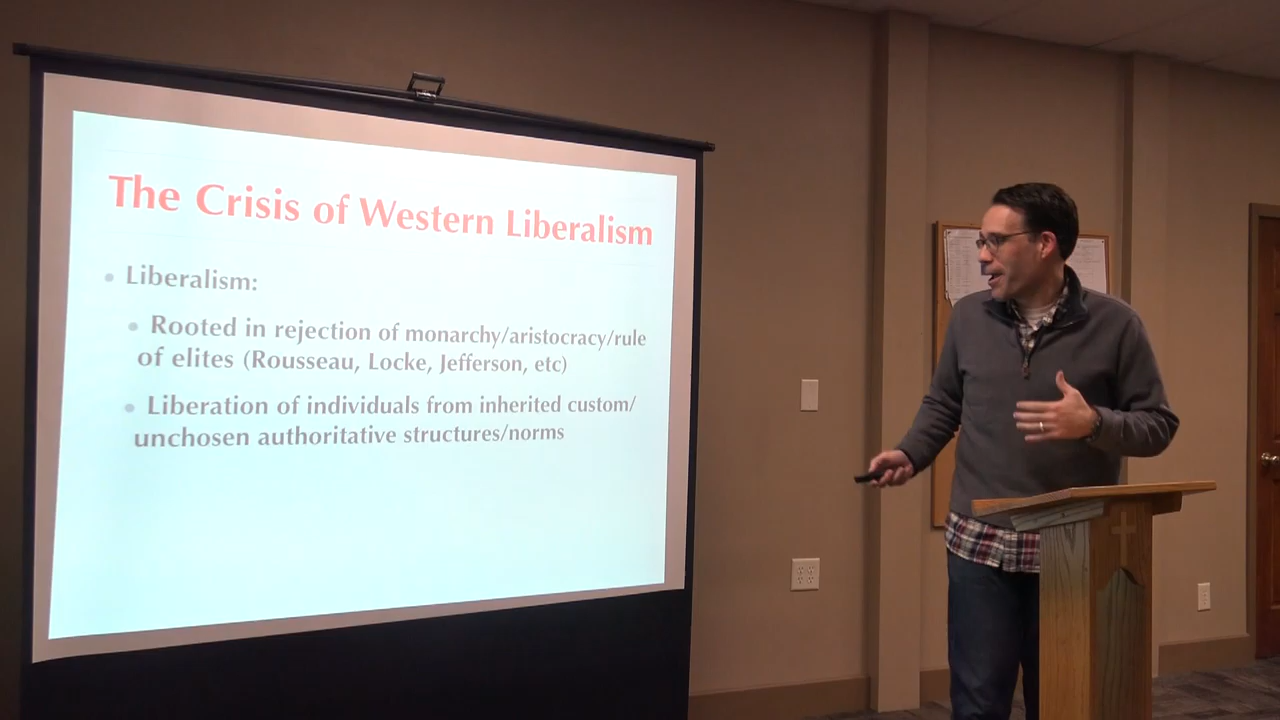 The Crisis of Western Liberalism
• Liberalism:
• Rooted in rejection of monarchy/aristocracy/rule
of elites (Rousseau, Locke, Jefferson, etc)
• Liberation of individuals from inherited custom/
unchosen authoritative structures/norms